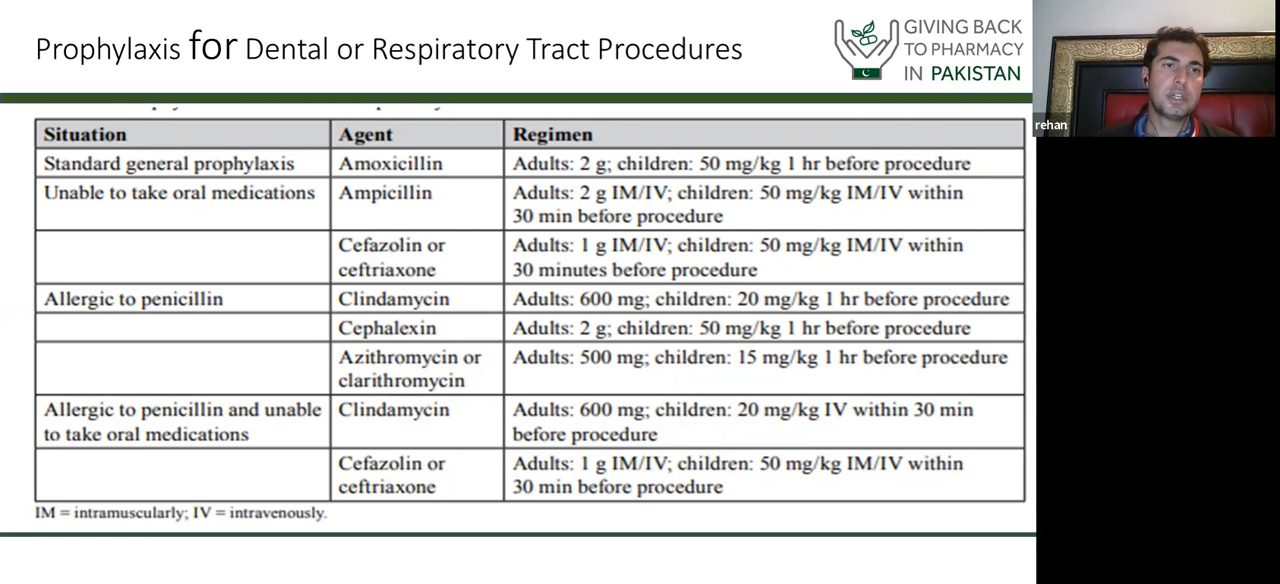 Prophylaxis for Dental or Respiratory Tract Procedures
GIVING BACK
TO PHARMACY
IN PAKISTAN
rehan
Situation Agent Regimen
Standard general prophylaxis Amoxicillin Adults: 2 g; children: 50 mg/kg 1 hr before procedure
Unable to take oral medications Ampicillin Adults: 2 g IM/IV; children: 50 mg/kg IM/IV within
30 min before procedure
Cefazolin or Adults: 1 g IM/IV; children: 50 mg/kg IM/IV within
ceftriaxone 30 minutes before procedure
Allergic to penicillin Clindamycin Adults: 600 mg; children: 20 mg/kg 1 hr before procedure
Cephalexin Adults: 2 g; children: 50 mg/kg 1 hr before procedure
Azithromycin or Adults: 500 mg; children: 15 mg/kg 1 hr before procedure
clarithromycin
Allergic to penicillin and unable Clindamycin Adults: 600 mg; children: 20 mg/kg IV within 30 min
to take oral medications before procedure
Cefazolin or Adults: 1 g IM/IV; children: 50 mg/kg IM/IV within
ceftriaxone 30 min before procedure
IM = intramuscularly; IV = intravenously.